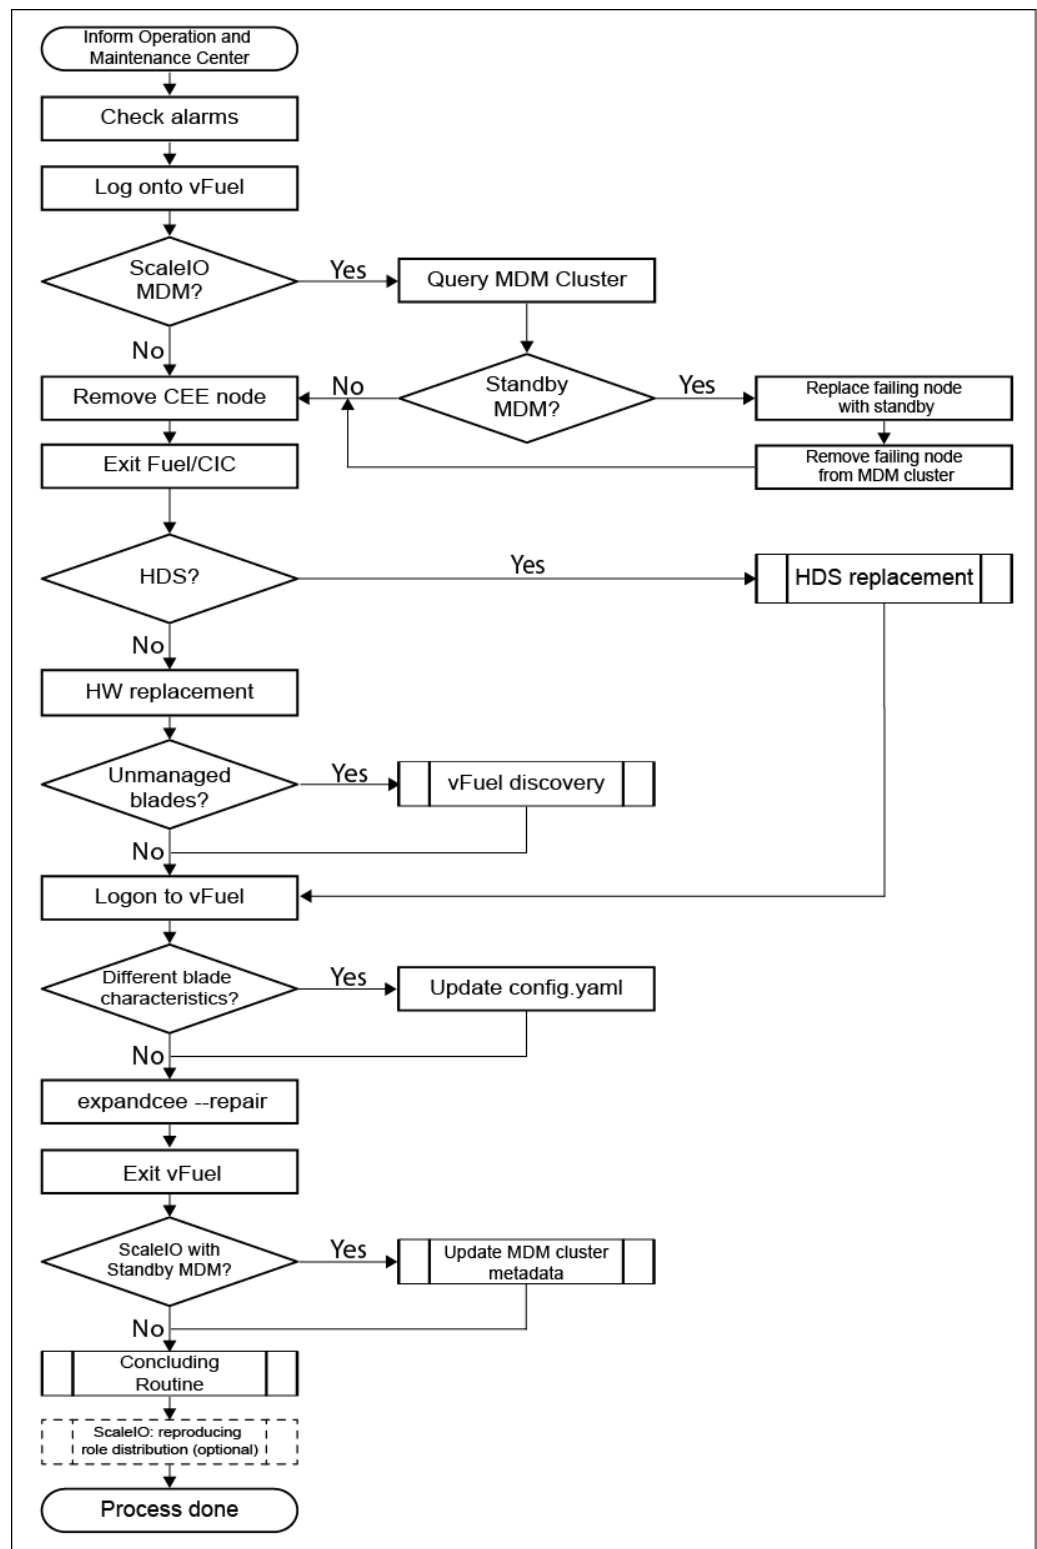 Inform Operation and
Maintenance Center
Check alarms
Log onto vFuel
ScaleIO
MDM?
Yes
Query MDM Cluster
No
Remove CEE node
No
Standby
MDM?
Yes
Replace failing node
with standby
Exit Fuel/CIC
Remove failing node
from MDM cluster
HDS?
Yes
HDS replacement
No
HW replacement
Unmanaged
blades?
Yes
vFuel discovery
No
Logon to vFuel
Different blade
characteristics?
Yes
Update config.yaml
No
expandcee --repair
Exit vFuel
ScaleIO with
Standby MDM?
Yes
Update MDM cluster
metadata
No
Concluding
Routine
ScaleIO: reproducing
role distribution (optional)
Process done